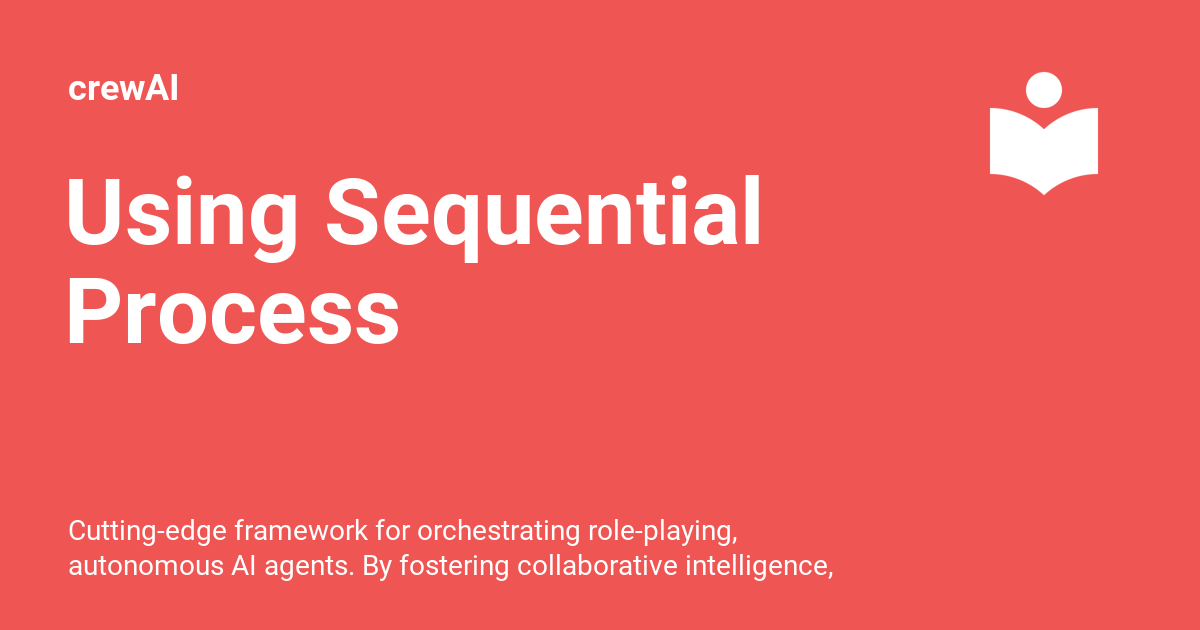 crewAI
Using Sequential
Process
Cutting-edge framework for orchestrating role-playing,
autonomous AI agents. By fostering collaborative intelligence,